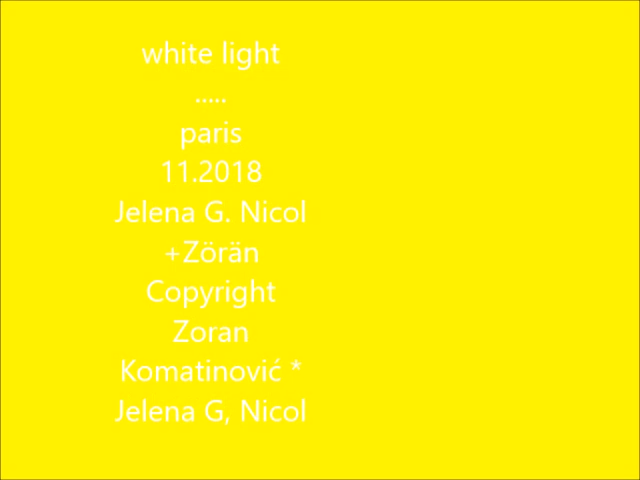 white light
.....
paris
11.2018
Jelena G. Nicol
+Zörän
Copyright
Zoran
Komatinović *
Jelena G, Nicol